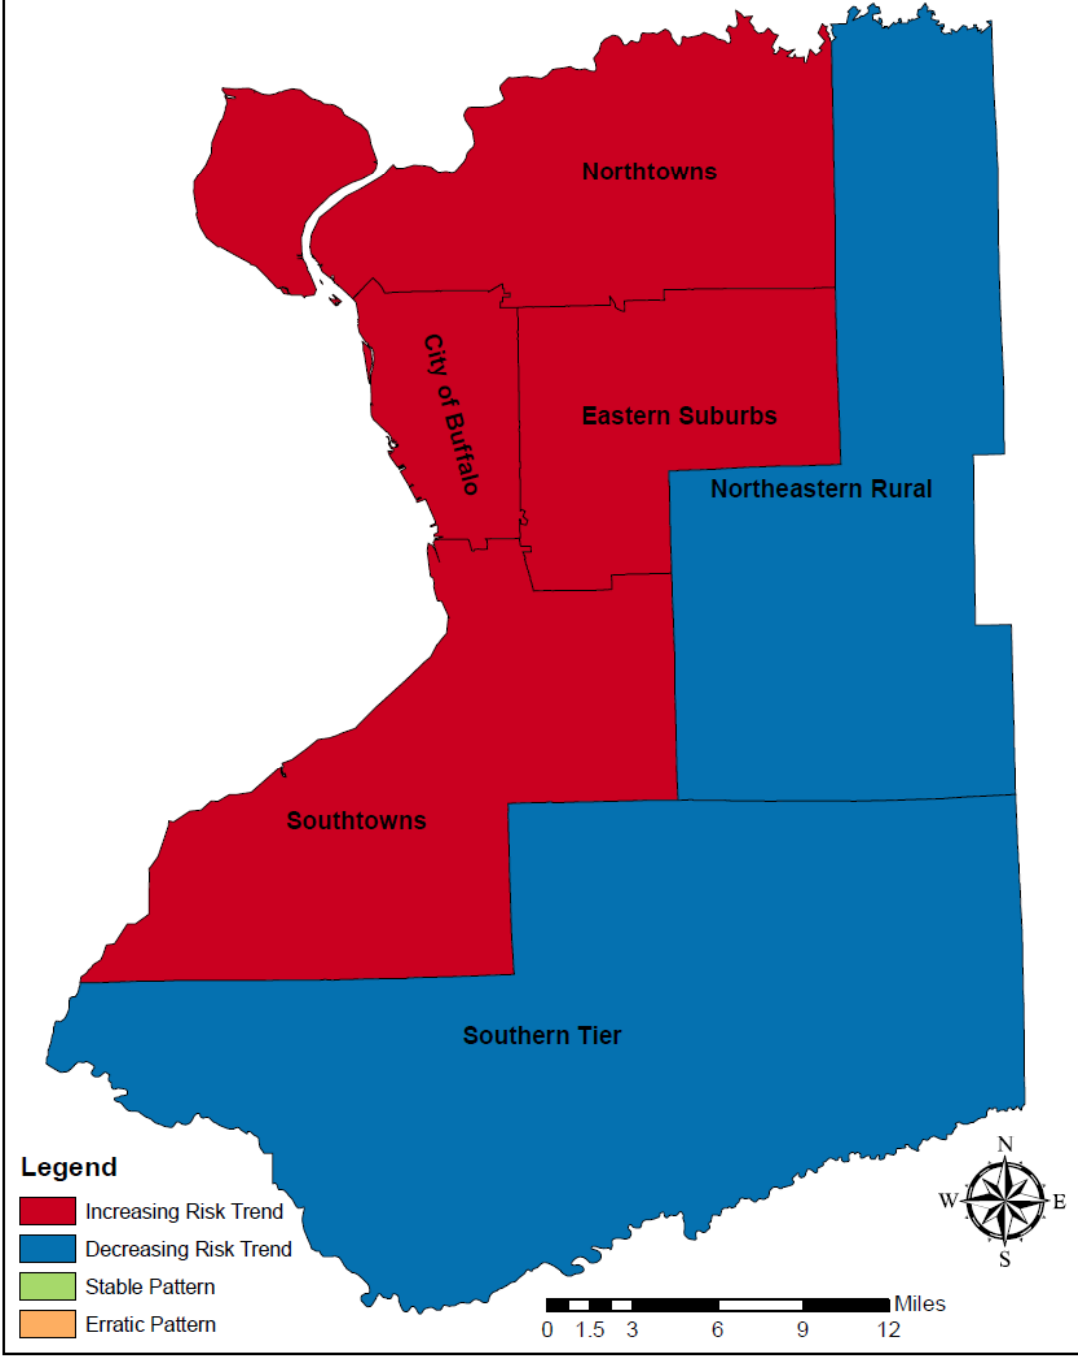 Northtowns
City of Buffalo
Eastern Suburbs
Northeastern Rural
Southtowns
Southern Tier
Legend
Increasing Risk Trend
Decreasing Risk Trend
Stable Pattern
Erratic Pattern
N
W E
S
Miles
0 1.5 3 6 9 12